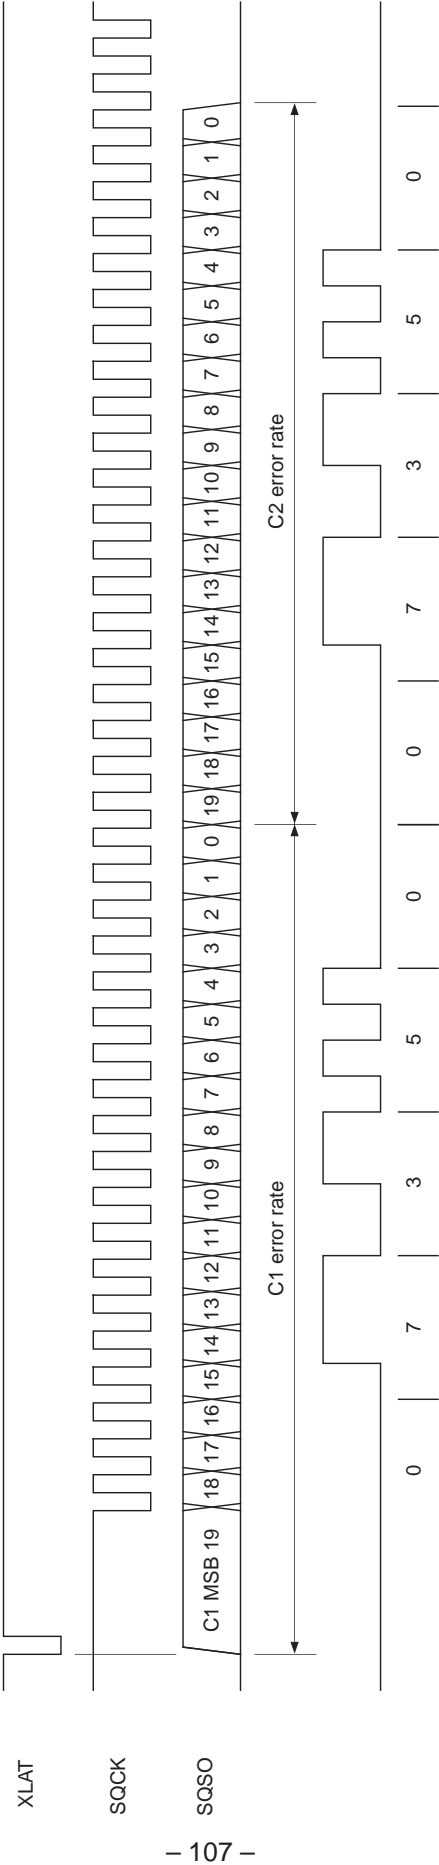 XLAT
SQCK
SQSO
C1 MSB 19 18 17 16 15 14 13 12 11 10 9 8 7 6 5 4 3 2 1 0 19 18 17 16 15 14 13 12 11 10 9 8 7 6 5 4 3 2 1 0
C1 error rate
C2 error rate
0 7 3 5 0 0 7 3 5 0
– 107 –